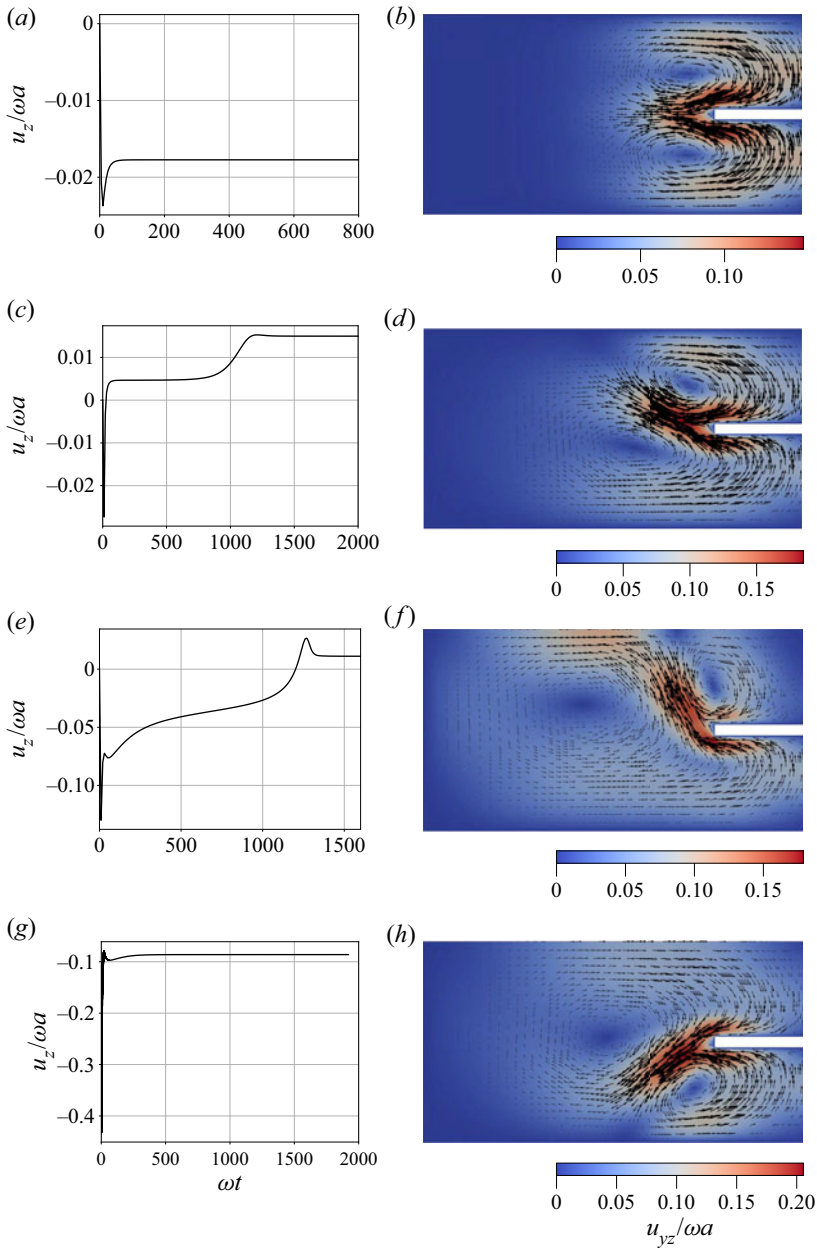 (a)
(b)
0
−0.01
−0.02
u_z/ωa
0 200 400 600 800
0 0.05 0.10
(c)
(d)
0.01
0
−0.01
−0.02
u_z/ωa
0 500 1000 1500 2000
0 0.05 0.10 0.15
(e)
(f)
0
−0.05
−0.10
u_z/ωa
0 500 1000 1500
0 0.05 0.10 0.15
(g)
(h)
−0.1
−0.2
−0.3
−0.4
u_z/ωa
0 500 1000 1500 2000
ωt
0 0.05 0.10 0.15 0.20
u_yz/ωa